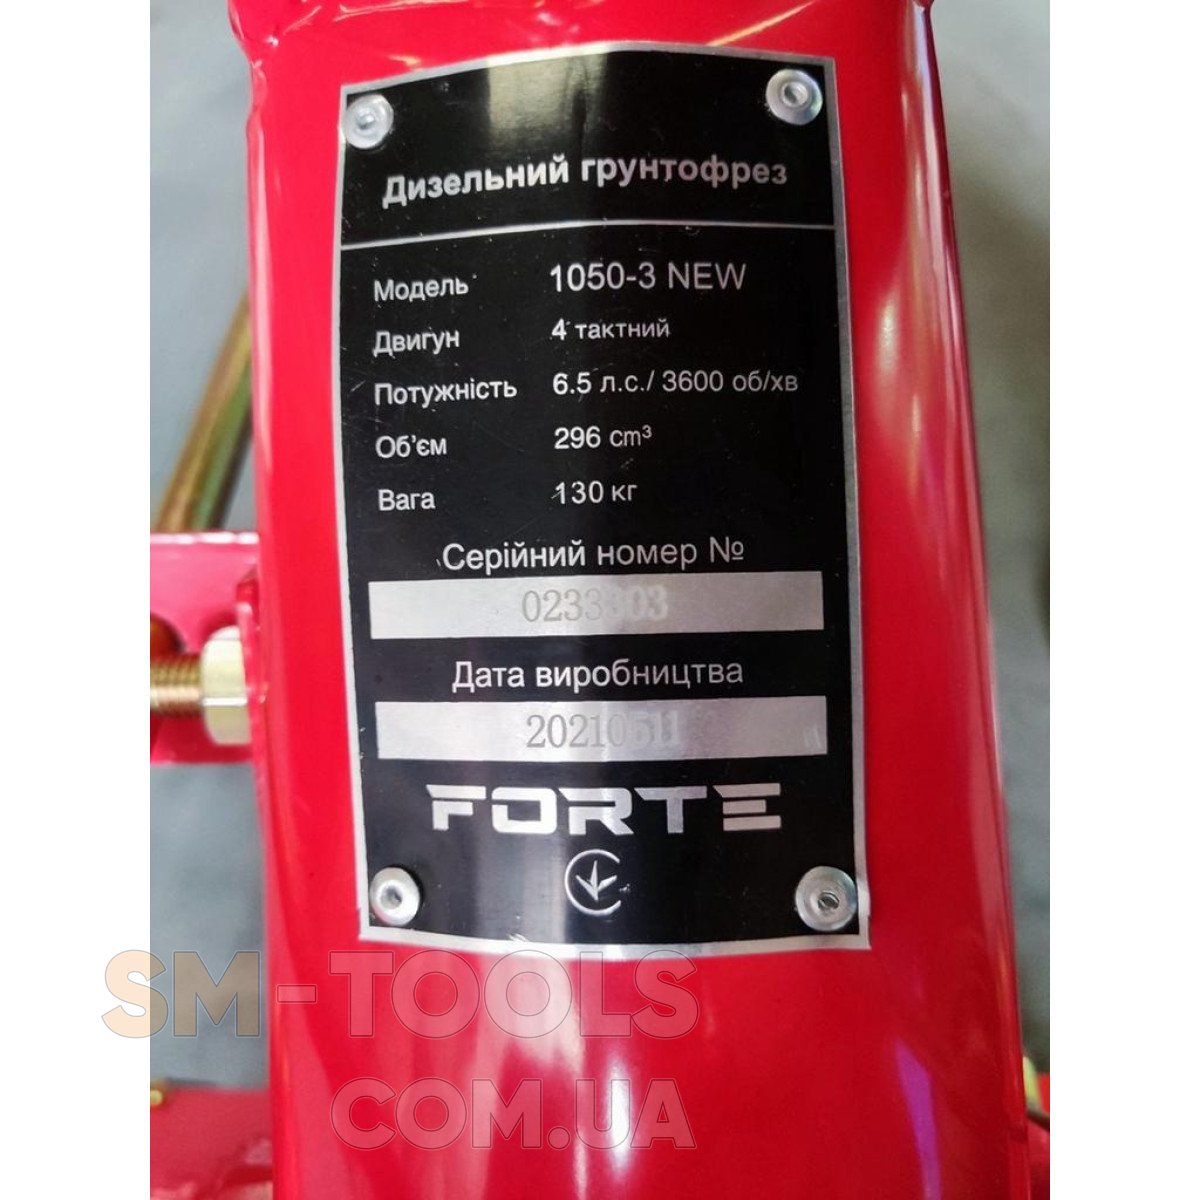 Дизельний грунтофрез
Модель 1050-3 NEW
Двигун 4 тактний
Потужність 6.5 л.с./ 3600 об/хв
Об'єм 296 cm³
Вага 130 кг
Серійний номер №
Дата виробництва
FORTE
SM-TOOLS
COM.UA